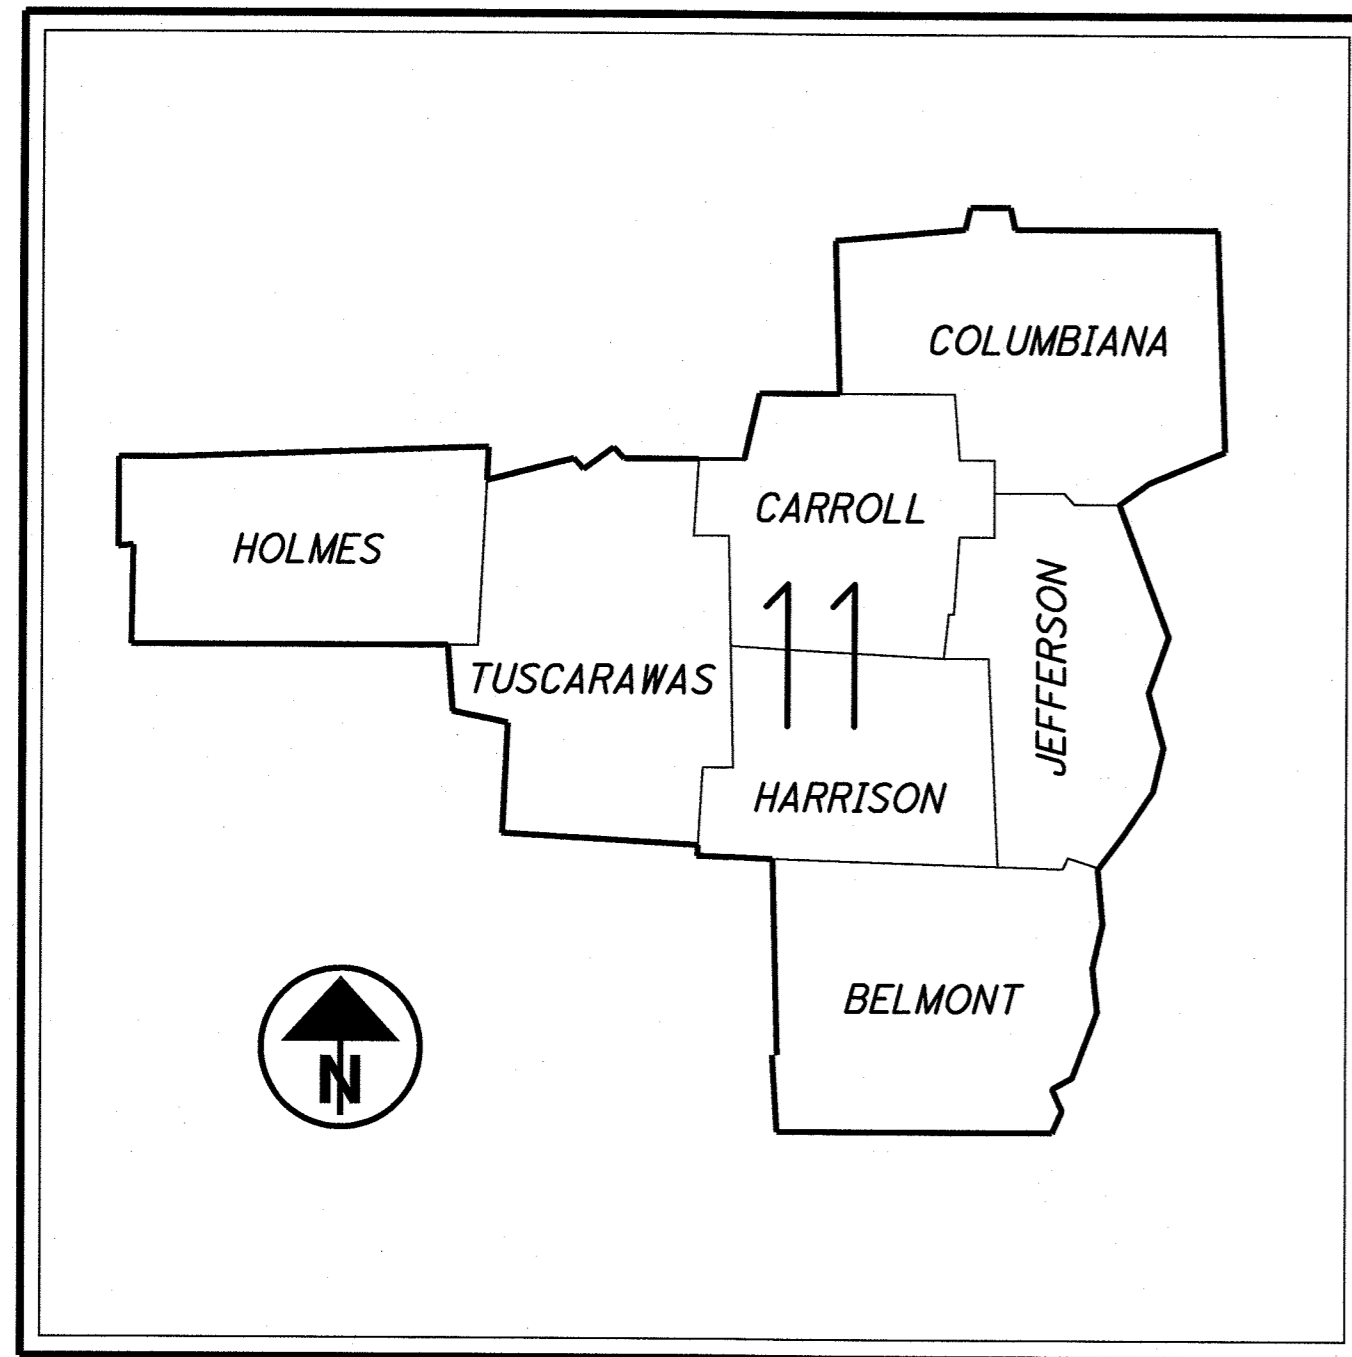 COLUMBIANA
CARROLL
HOLMES
JEFFERSON
TUSCARAWAS
11
HARRISON
BELMONT
N